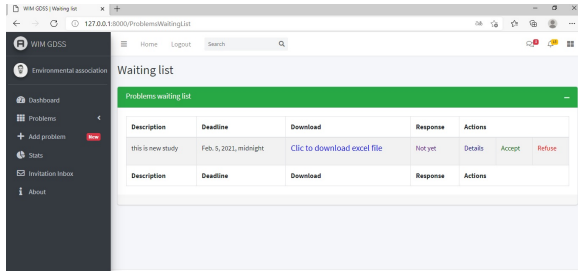 WIM GDSS | Waiting list
127.0.0.1:8000/ProblemsWaitingList
WIM GDSS
Home Logout Search
Environmental association
Waiting list
Dashboard
Problems
Add problem New
Stats
Invitation Inbox
About
Problems waiting list
Description Deadline Download Response Actions
this is new study Feb. 5, 2021, midnight Clic to download excel file Not yet Details Accept Refuse
Description Deadline Download Response Actions